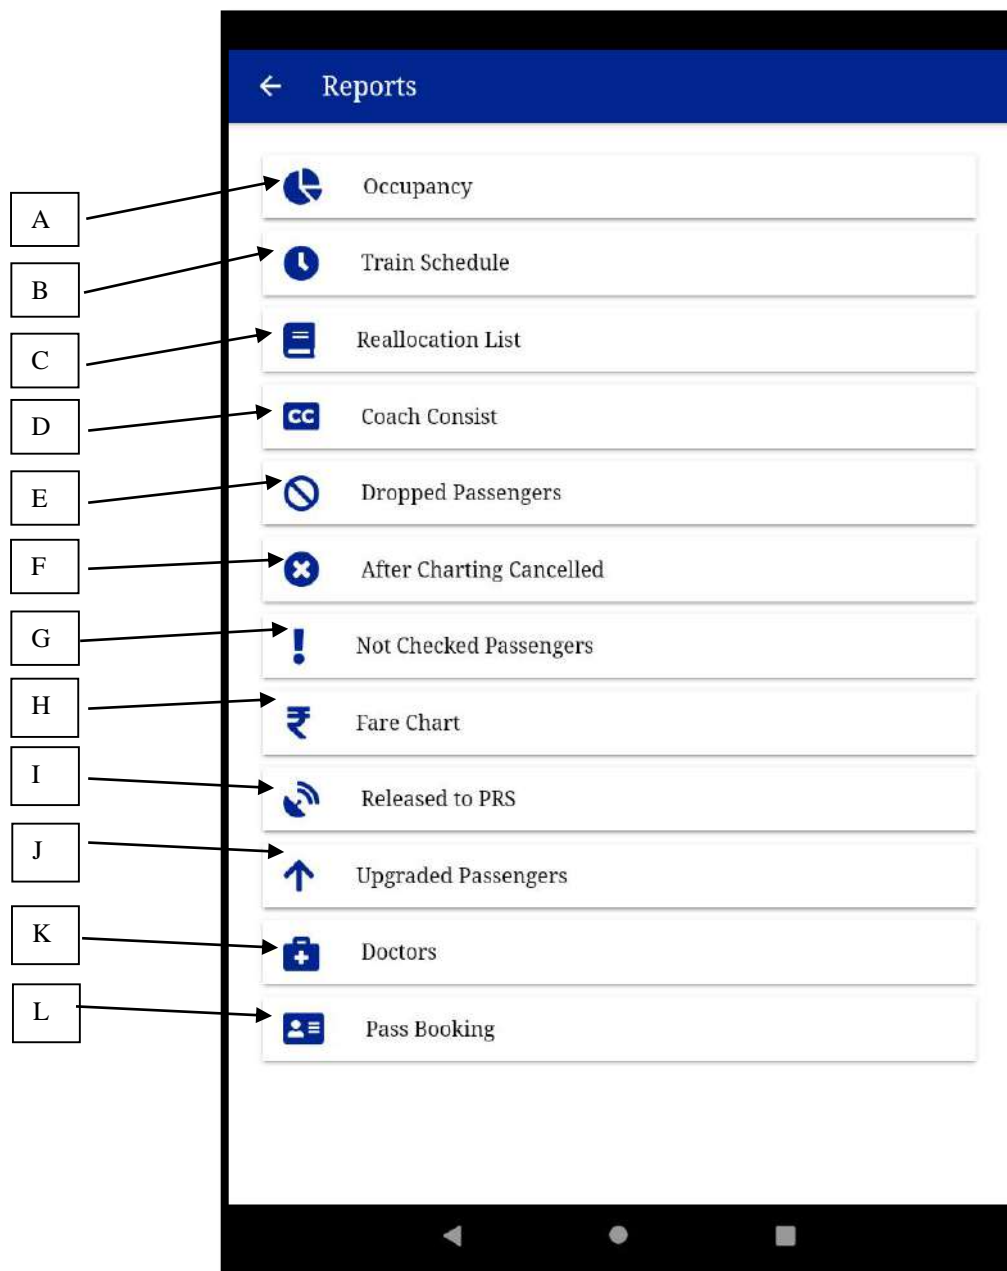 Reports
A
Occupancy
B
Train Schedule
C
Reallocation List
D
CC
Coach Consist
E
Dropped Passengers
F
After Charting Cancelled
G
Not Checked Passengers
H
₹
Fare Chart
I
Released to PRS
J
Upgraded Passengers
K
Doctors
L
Pass Booking